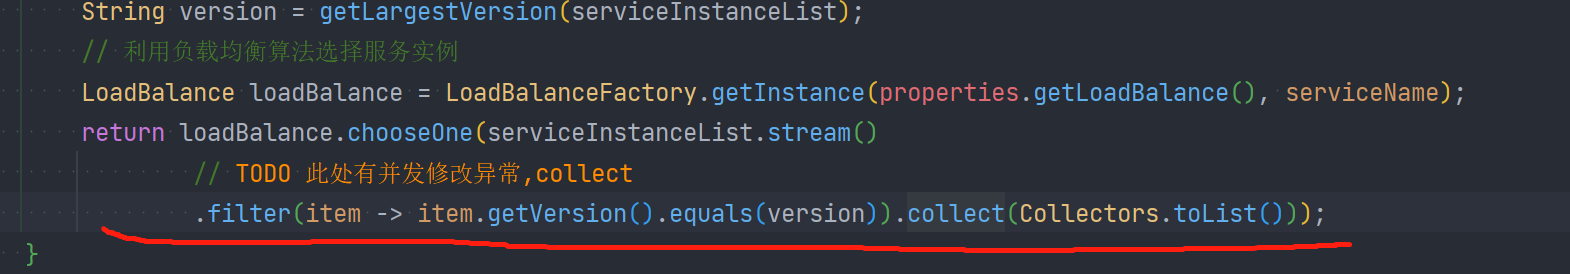 String version = getLargestVersion(serviceInstanceList);
// 利用负载均衡算法选择服务实例
LoadBalance loadBalance = LoadBalanceFactory.getInstance(properties.getLoadBalance(), serviceName);
return loadBalance.chooseOne(serviceInstanceList.stream()
// TODO 此处有并发修改异常,collect
.filter(item -> item.getVersion().equals(version)).collect(Collectors.toList()));
}